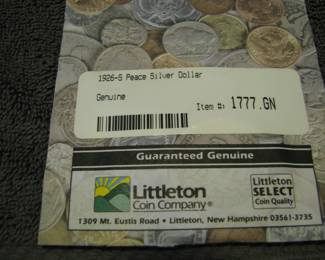 1926-S Peace Silver Dollar
Genuine
Item #: 1777.GN
Guaranteed Genuine
Littleton
Coin Company®
Littleton
SELECT
Coin Quality
1309 Mt. Eustis Road • Littleton, New Hampshire 03561-3735